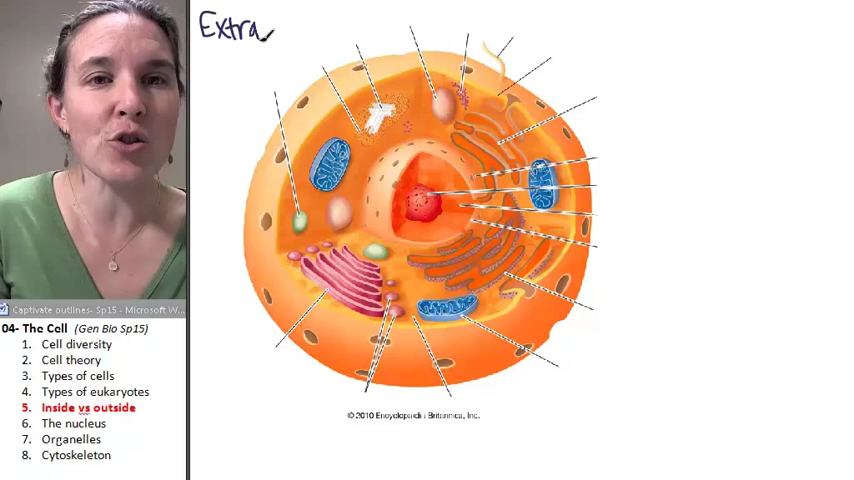 Extra
Captivate outlines- Sp15 - Microsoft W...
04- The Cell (Gen Bio Sp15)
1. Cell diversity
2. Cell theory
3. Types of cells
4. Types of eukaryotes
5. Inside vs outside
6. The nucleus
7. Organelles
8. Cytoskeleton
© 2010 Encyclopædia Britannica, Inc.